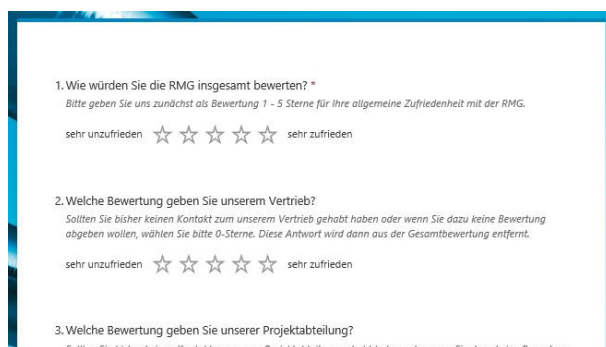 1. Wie würden Sie die RMG insgesamt bewerten? *
Bitte geben Sie uns zunächst als Bewertung 1 - 5 Sterne für ihre allgemeine Zufriedenheit mit der RMG.
sehr unzufrieden sehr zufrieden
2. Welche Bewertung geben Sie unserem Vertrieb?
Sollten Sie bisher keinen Kontakt zum unserem Vertrieb gehabt haben oder wenn Sie dazu keine Bewertung
abgeben wollen, wählen Sie bitte 0-Sterne. Diese Antwort wird dann aus der Gesamtbewertung entfernt.
sehr unzufrieden sehr zufrieden
3. Welche Bewertung geben Sie unserer Projektabteilung?